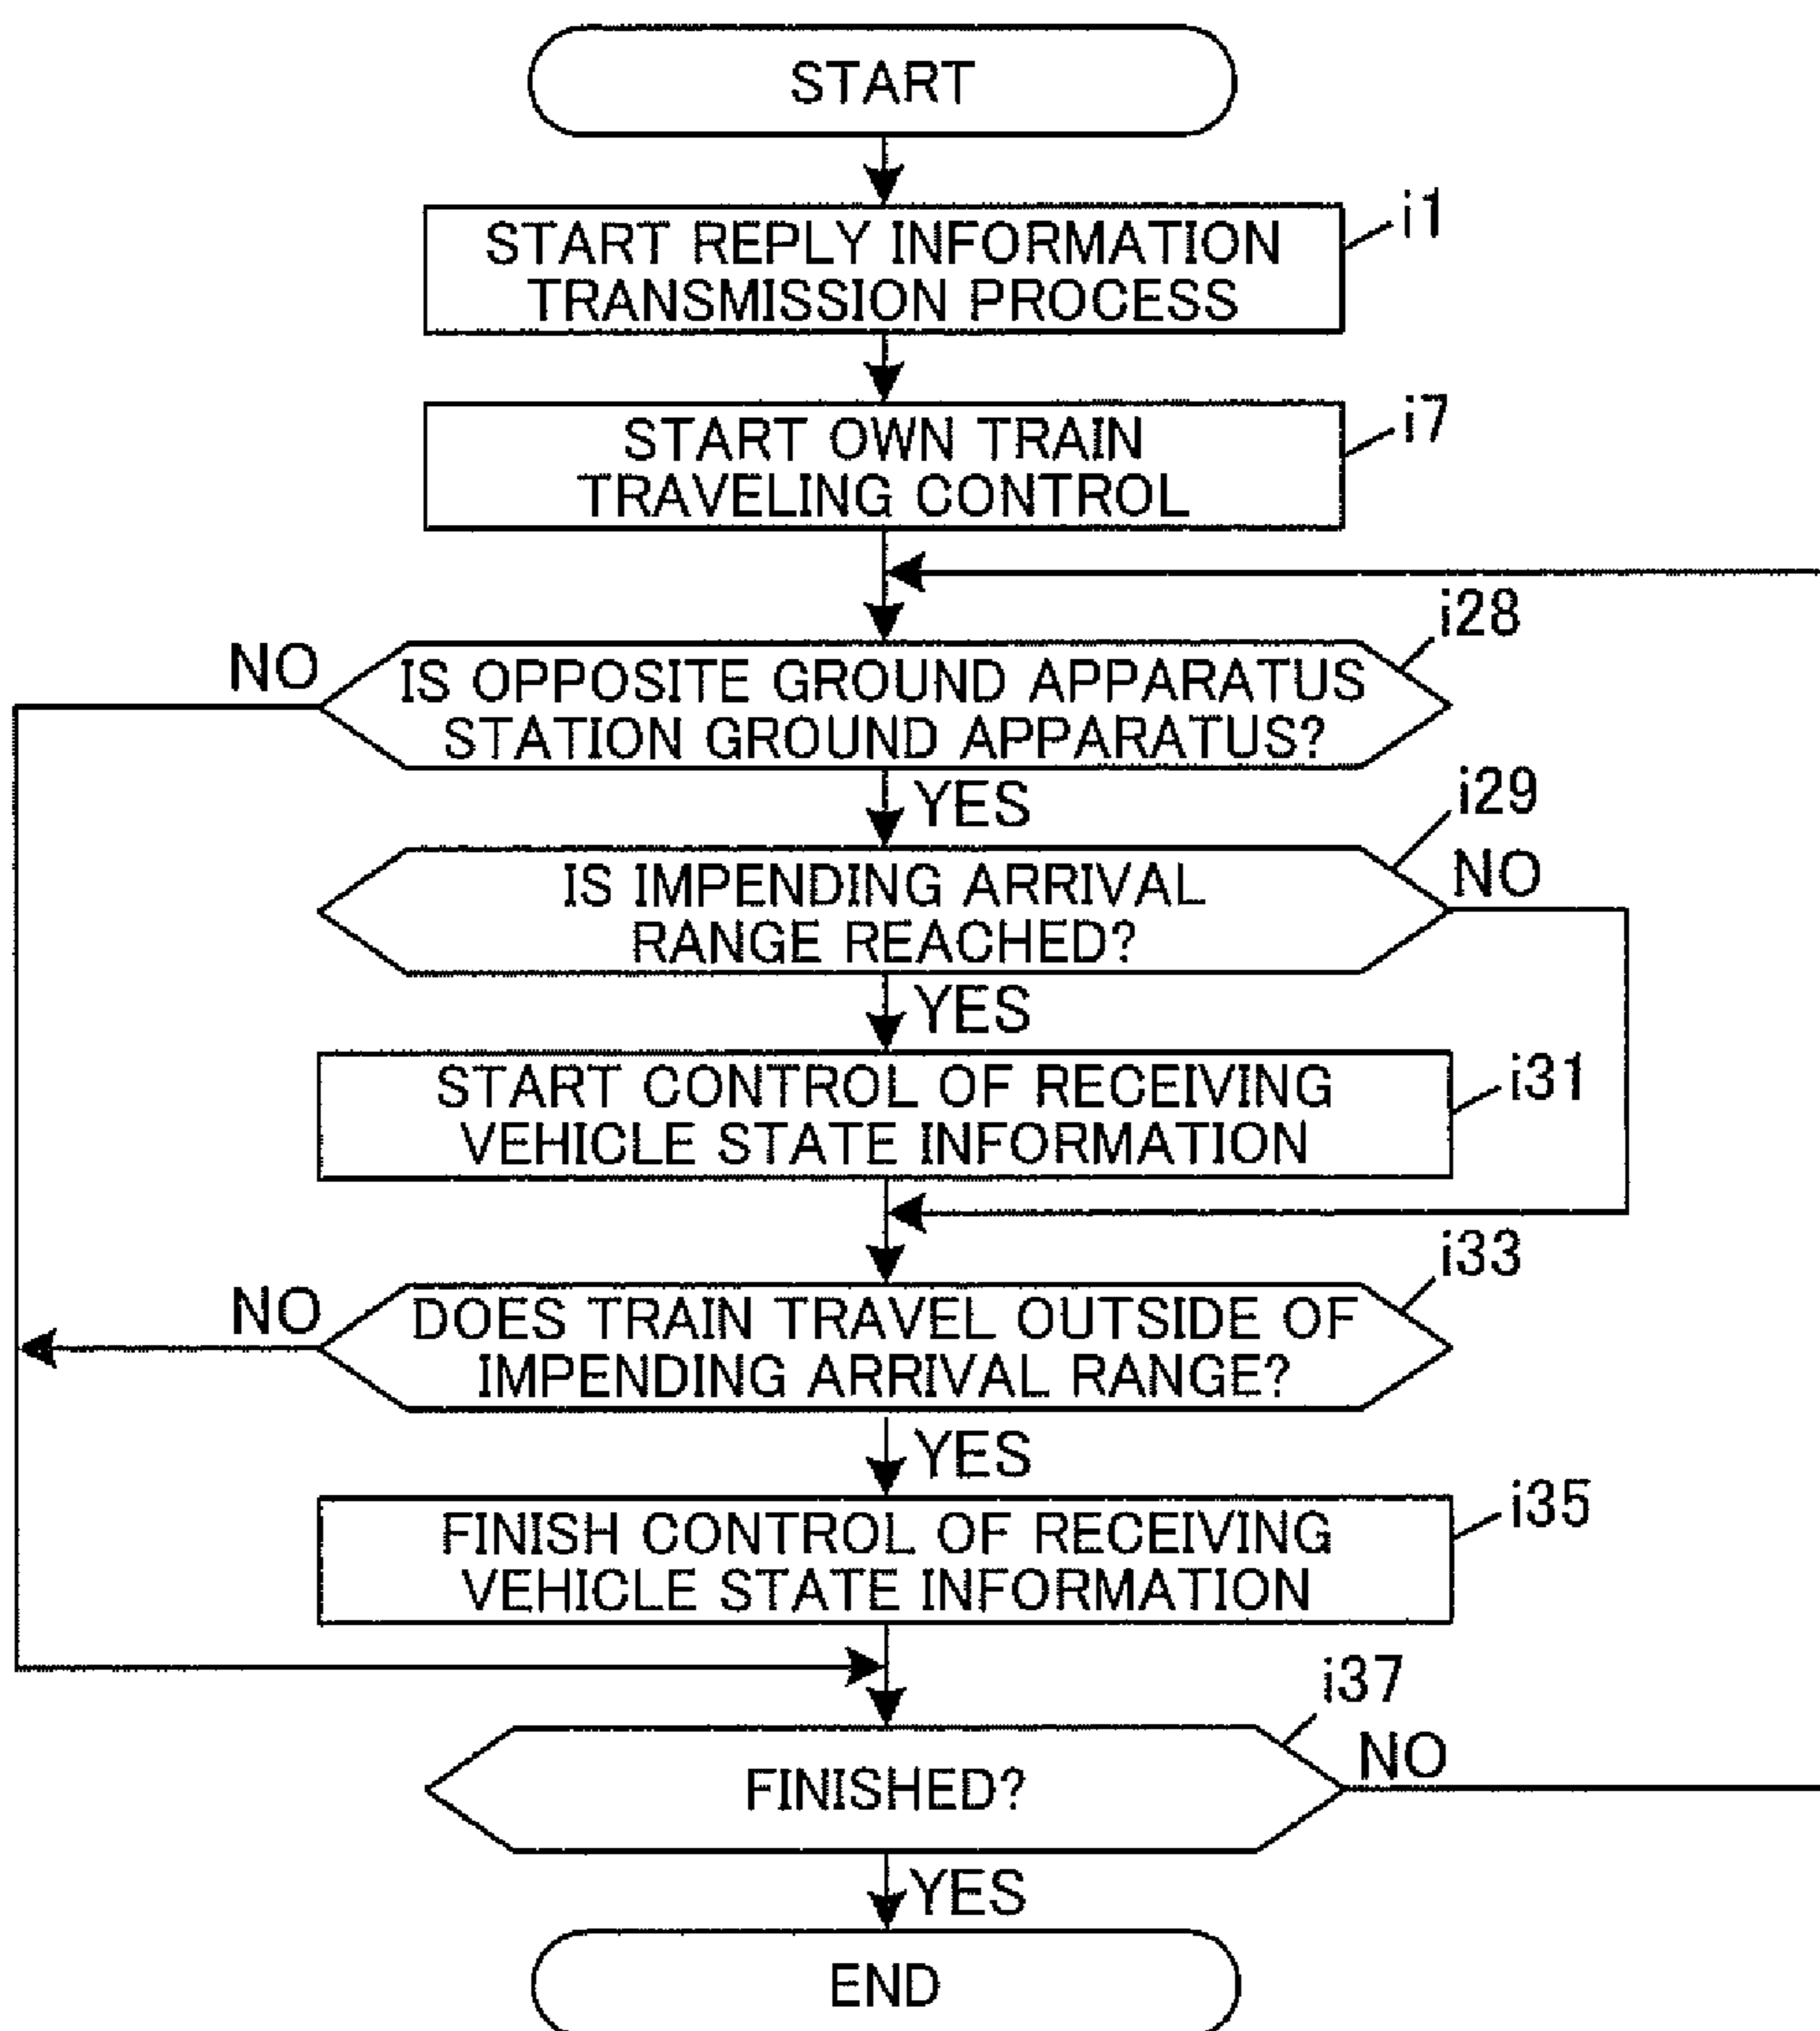 START
i1
START REPLY INFORMATION
TRANSMISSION PROCESS
i7
START OWN TRAIN
TRAVELING CONTROL
i28
NO
IS OPPOSITE GROUND APPARATUS
STATION GROUND APPARATUS?
YES
i29
IS IMPENDING ARRIVAL
RANGE REACHED?
NO
YES
START CONTROL OF RECEIVING
VEHICLE STATE INFORMATION
i31
i33
NO
DOES TRAIN TRAVEL OUTSIDE OF
IMPENDING ARRIVAL RANGE?
YES
FINISH CONTROL OF RECEIVING
VEHICLE STATE INFORMATION
i35
i37
FINISHED?
NO
YES
END